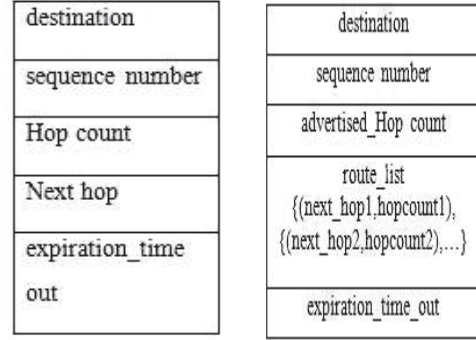 destination
sequence number
Hop count
Next hop
expiration_time
out
destination
sequence number
advertised_Hop count
route_list
{(next_hop1,hopcount1),
{(next_hop2,hopcount2),...}
expiration_time_out